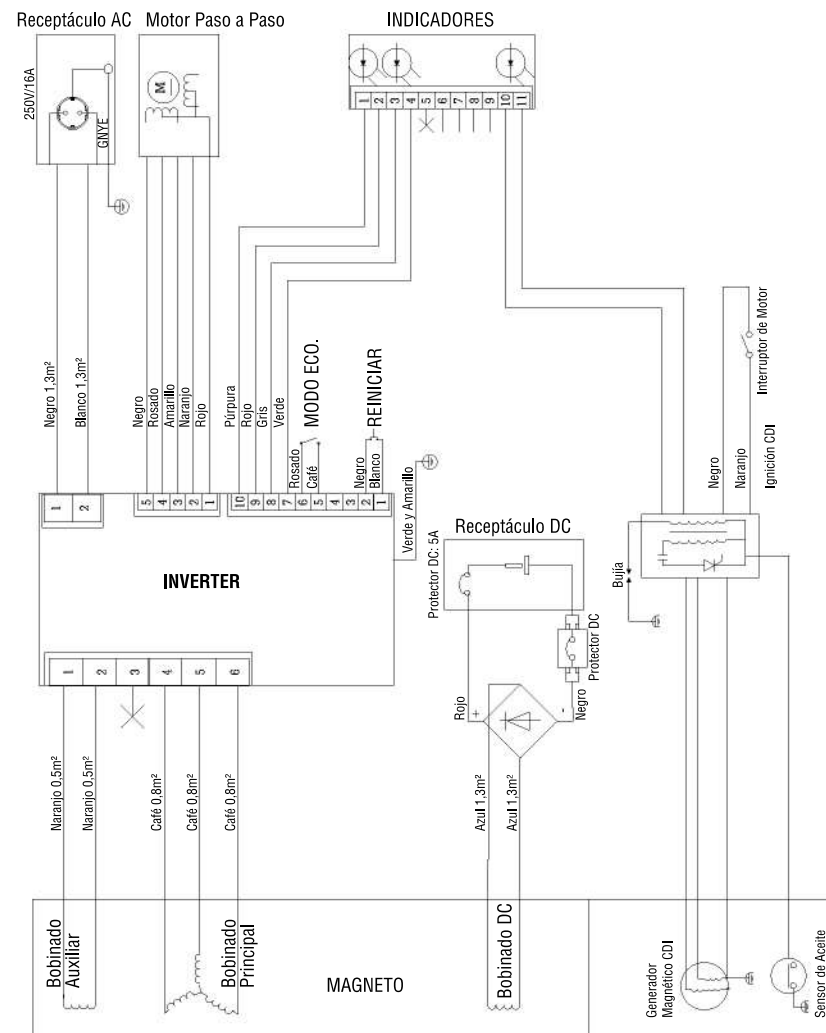 Receptáculo AC
Motor Paso a Paso
INDICADORES
250V/16A
GNYE
M
1
2
3
4
5
6
7
8
9
10
11
Negro 1,3m²
Blanco 1,3m²
Negro
Rosado
Amarillo
Naranjo
Rojo
Púrpura
Rojo
Gris
Verde
Rosado
Café
MODO ECO.
Negro
Blanco
REINICIAR
Negro
Naranjo
Ignición CDI
Interruptor de Motor
1
2
5
4
3
2
1
10
9
8
7
6
5
4
3
2
1
Verde y Amarillo
INVERTER
Receptáculo DC
Protector DC: 5A
Protector DC
Bujía
1
2
3
4
5
6
Rojo
+
-
Negro
Naranjo 0,5m²
Naranjo 0,5m²
Café 0,8m²
Café 0,8m²
Café 0,8m²
Azul 1,3m²
Azul 1,3m²
Bobinado
Auxiliar
Bobinado
Principal
MAGNETO
Bobinado DC
Generador
Magnético CDI
Sensor de Aceite